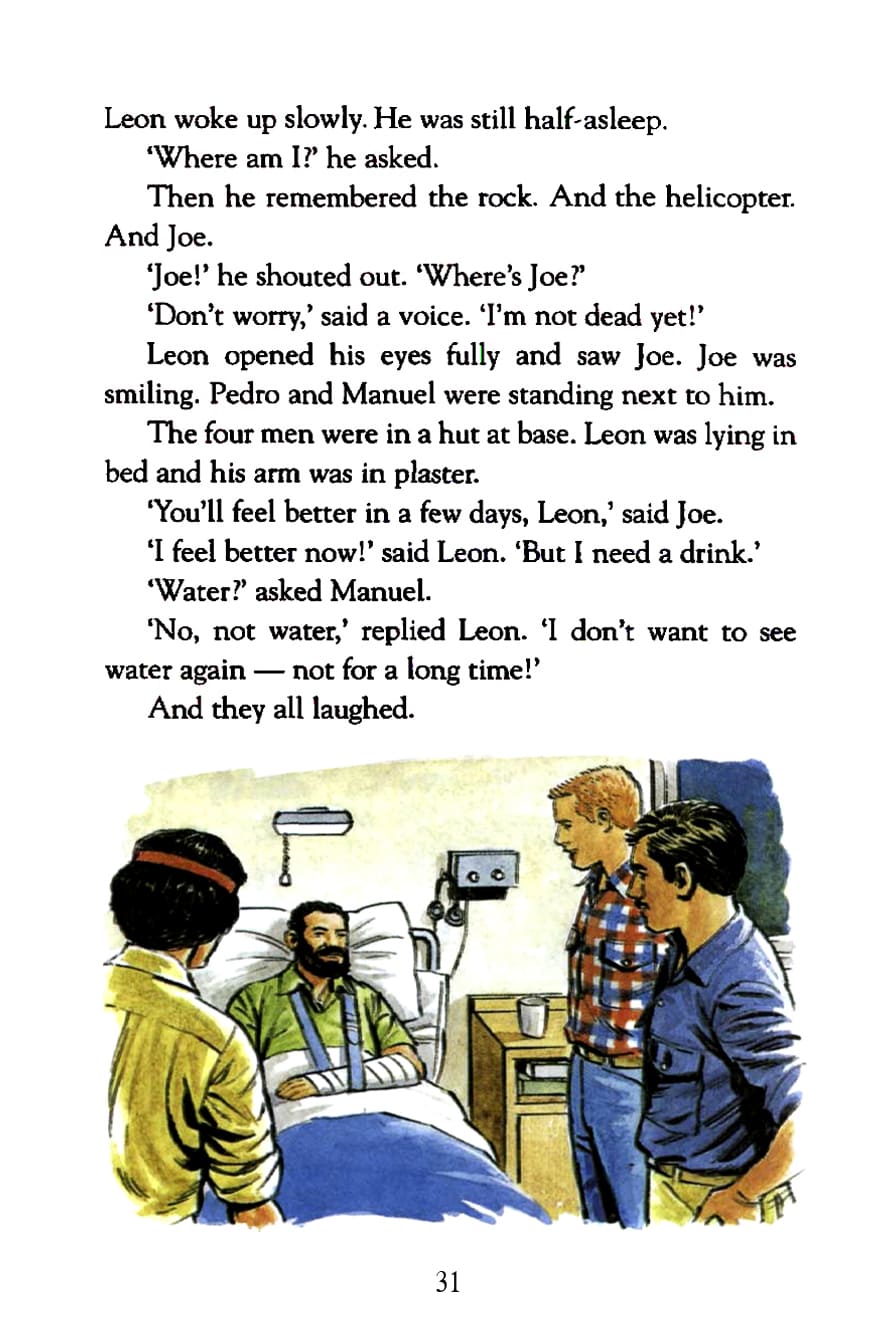 Leon woke up slowly. He was still half-asleep.
‘Where am I?’ he asked.
Then he remembered the rock. And the helicopter.
And Joe.
‘Joe!’ he shouted out. ‘Where’s Joe?’
‘Don’t worry,’ said a voice. ‘I’m not dead yet!’
Leon opened his eyes fully and saw Joe. Joe was
smiling. Pedro and Manuel were standing next to him.
The four men were in a hut at base. Leon was lying in
bed and his arm was in plaster.
‘You’ll feel better in a few days, Leon,’ said Joe.
‘I feel better now!’ said Leon. ‘But I need a drink.’
‘Water?’ asked Manuel.
‘No, not water,’ replied Leon. ‘I don’t want to see
water again — not for a long time!’
And they all laughed.
31